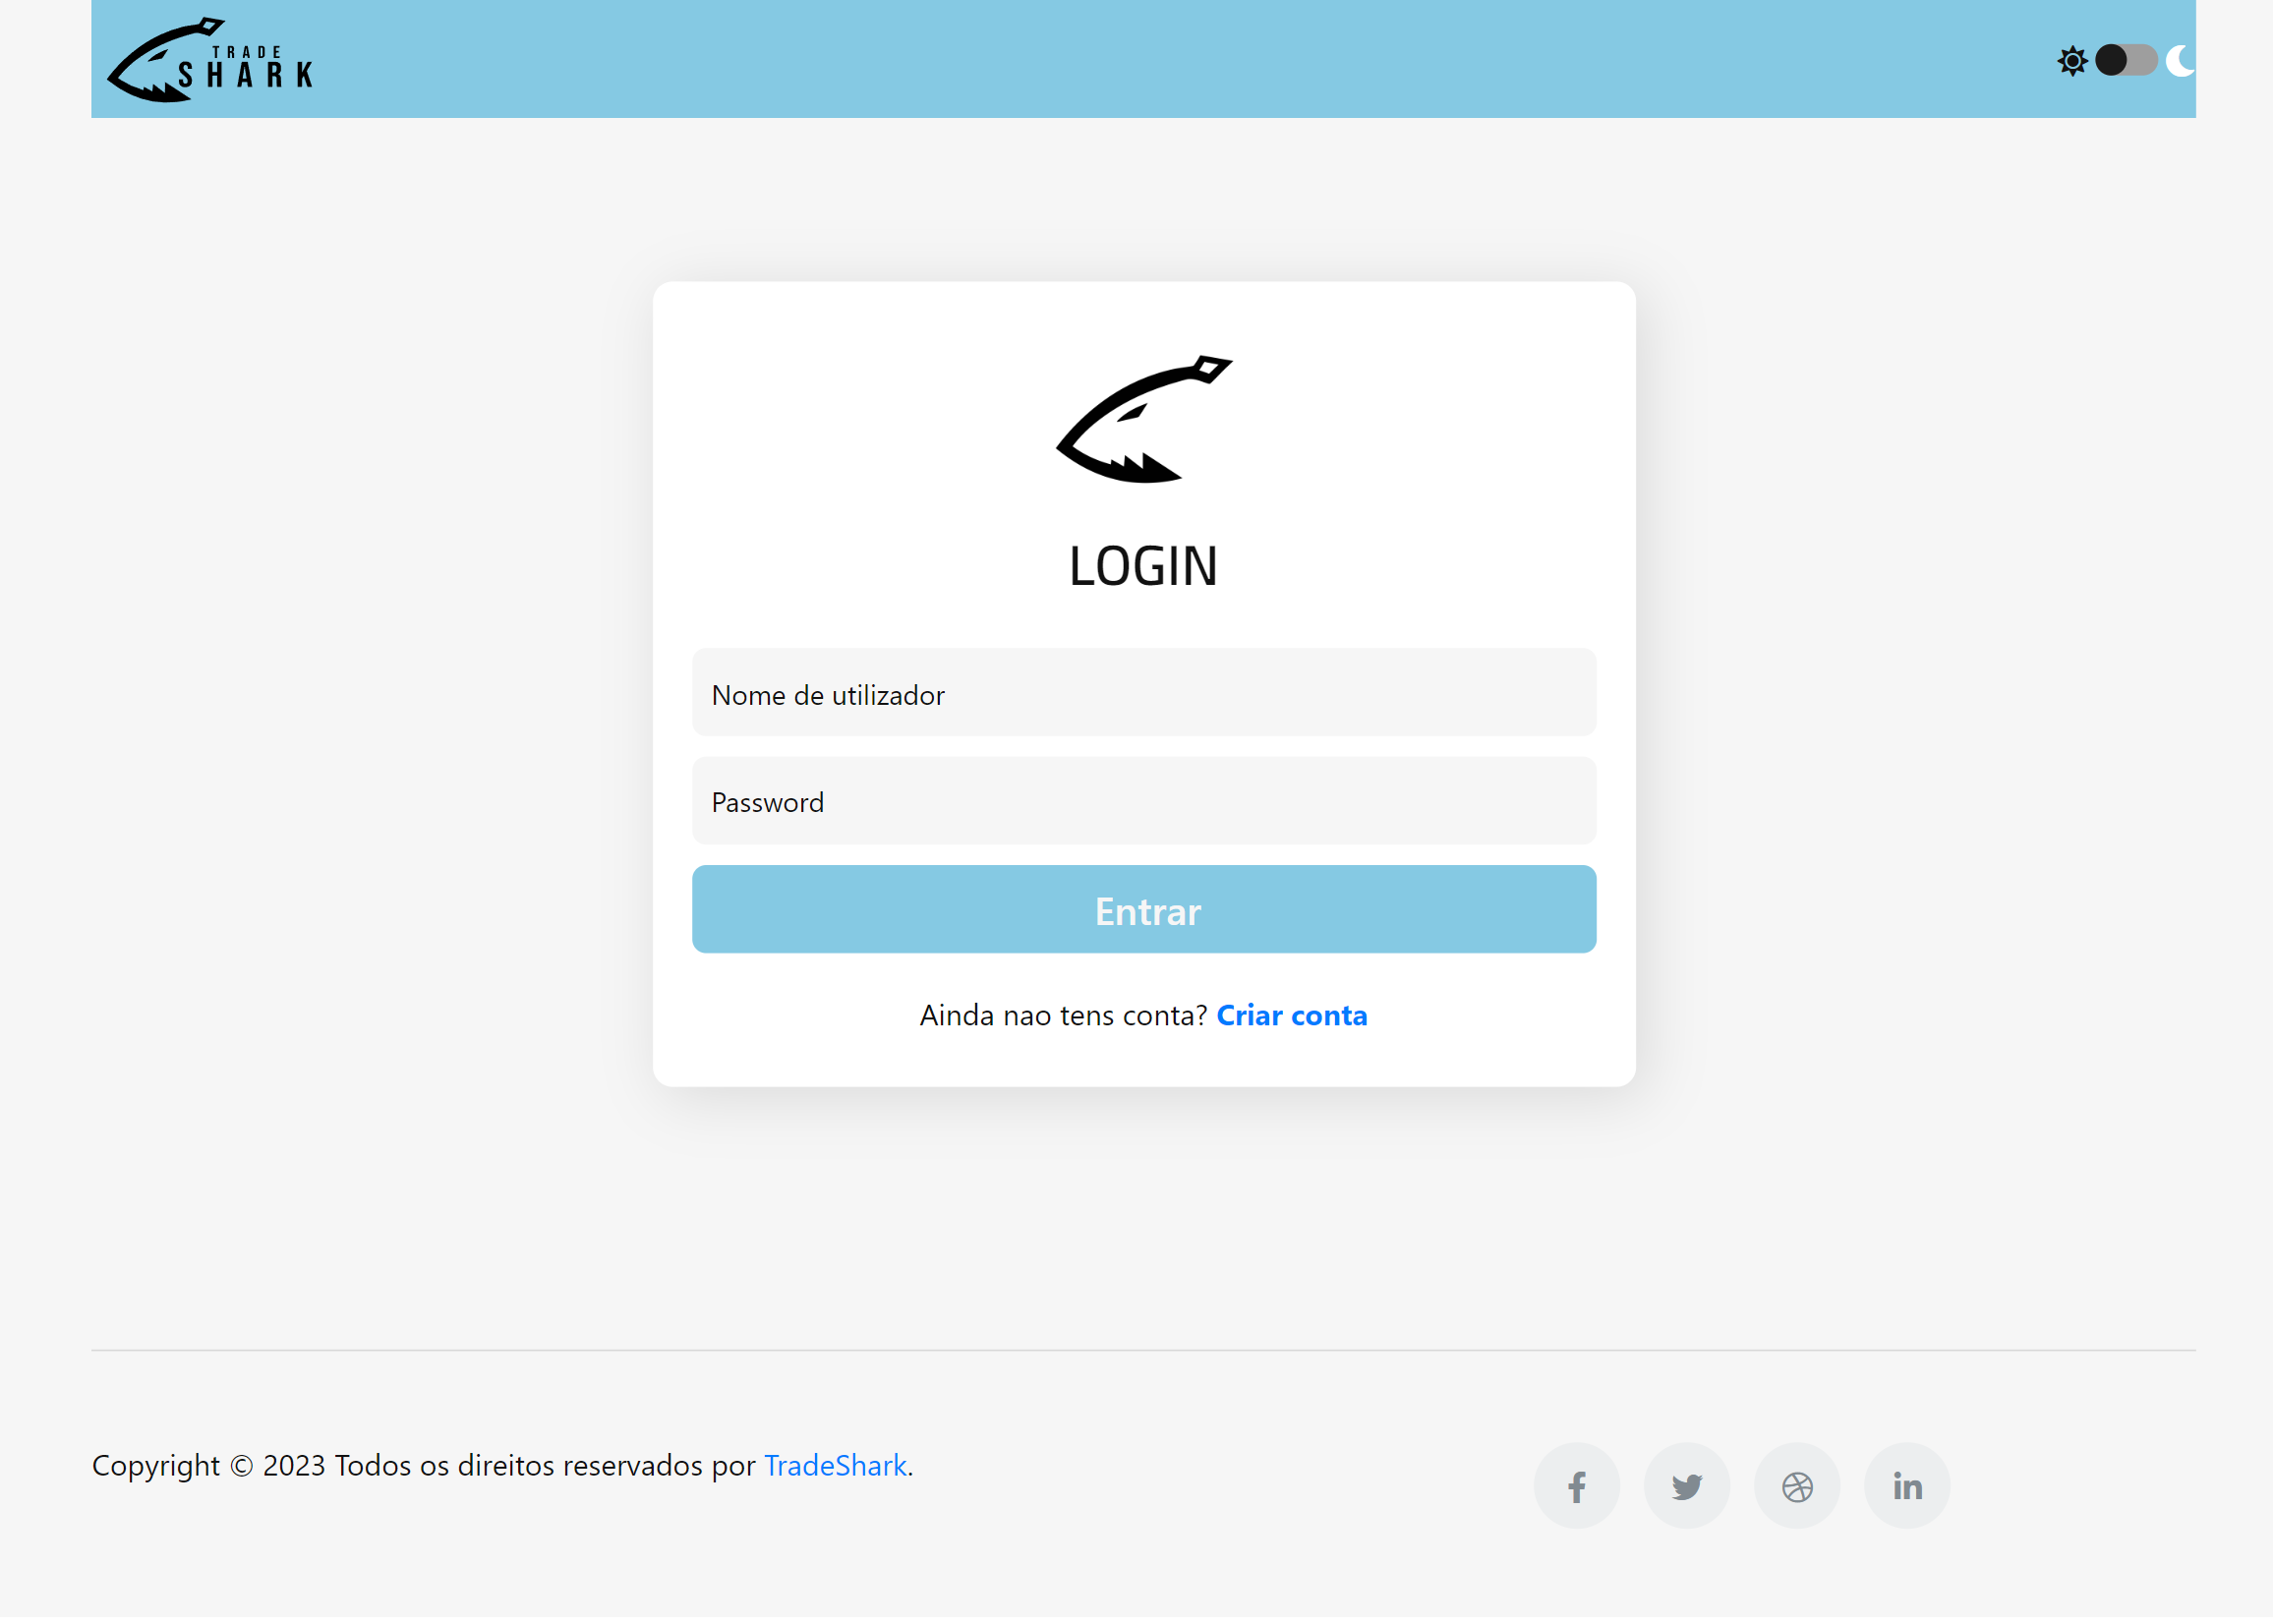 TRADE
SHARK
LOGIN
Nome de utilizador
Password
Entrar
Ainda nao tens conta? Criar conta
Copyright © 2023 Todos os direitos reservados por TradeShark.